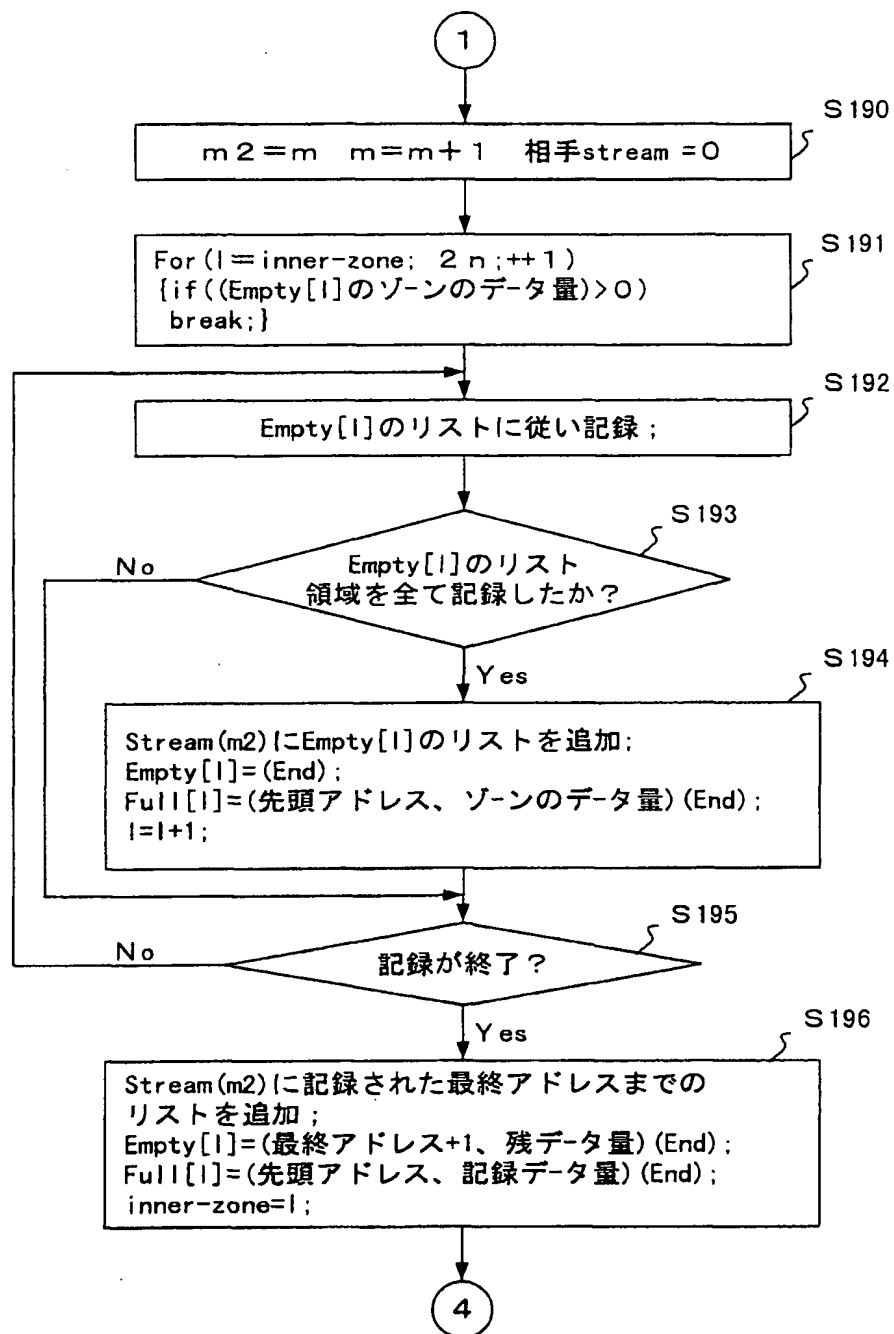 1
S190
m2=m m=m+1 相手stream=0
S191
For(l=inner-zone; 2n;++1)
{if((Empty[l]のゾーンのデータ量)>0)
break;}
S192
Empty[l]のリストに従い記録;
S193
No
Empty[l]のリスト
領域を全て記録したか?
Yes
S194
Stream(m2)にEmpty[l]のリストを追加;
Empty[l]=(End);
Full[l]=(先頭アドレス、ゾーンのデータ量)(End);
l=l+1;
S195
No
記録が終了?
Yes
S196
Stream(m2)に記録された最終アドレスまでの
リストを追加;
Empty[l]=(最終アドレス+1、残データ量)(End);
Full[l]=(先頭アドレス、記録データ量)(End);
inner-zone=l;
4